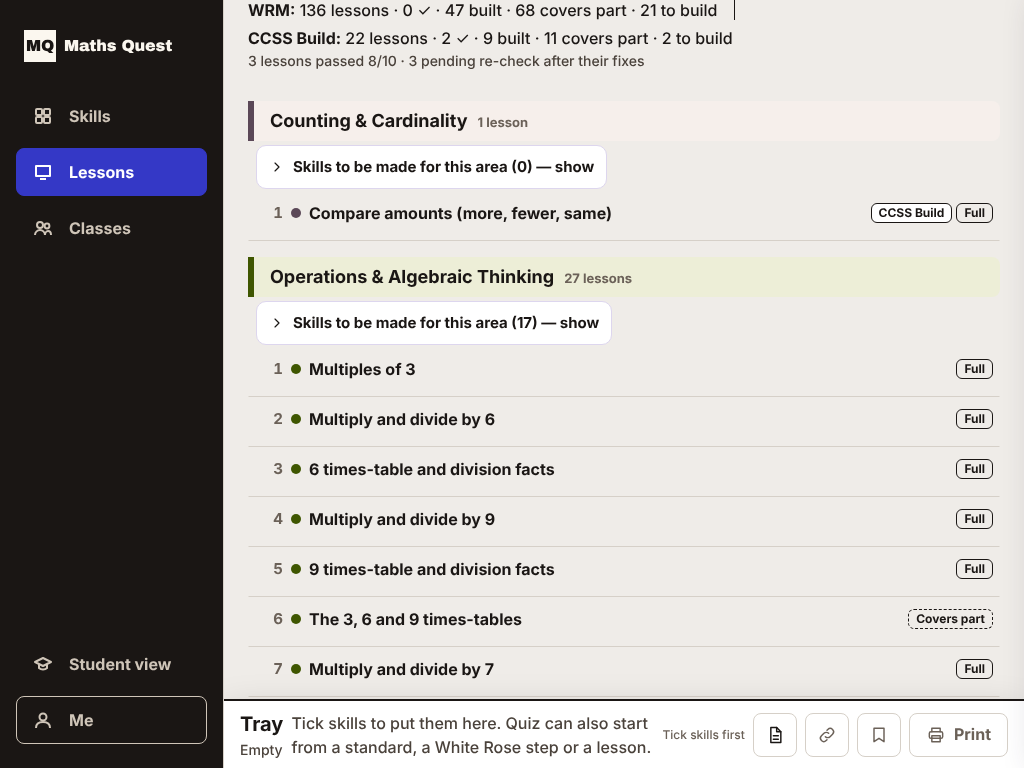 MQ Maths Quest
Skills
Lessons
Classes
Student view
Me
WRM: 136 lessons · 0 ✓ · 47 built · 68 covers part · 21 to build
CCSS Build: 22 lessons · 2 ✓ · 9 built · 11 covers part · 2 to build
3 lessons passed 8/10 · 3 pending re-check after their fixes
Counting & Cardinality 1 lesson
Skills to be made for this area (0) — show
1 Compare amounts (more, fewer, same) CCSS Build Full
Operations & Algebraic Thinking 27 lessons
Skills to be made for this area (17) — show
1 Multiples of 3 Full
2 Multiply and divide by 6 Full
3 6 times-table and division facts Full
4 Multiply and divide by 9 Full
5 9 times-table and division facts Full
6 The 3, 6 and 9 times-tables Covers part
7 Multiply and divide by 7 Full
Tray
Empty
Tick skills to put them here. Quiz can also start
from a standard, a White Rose step or a lesson.
Tick skills first
Print